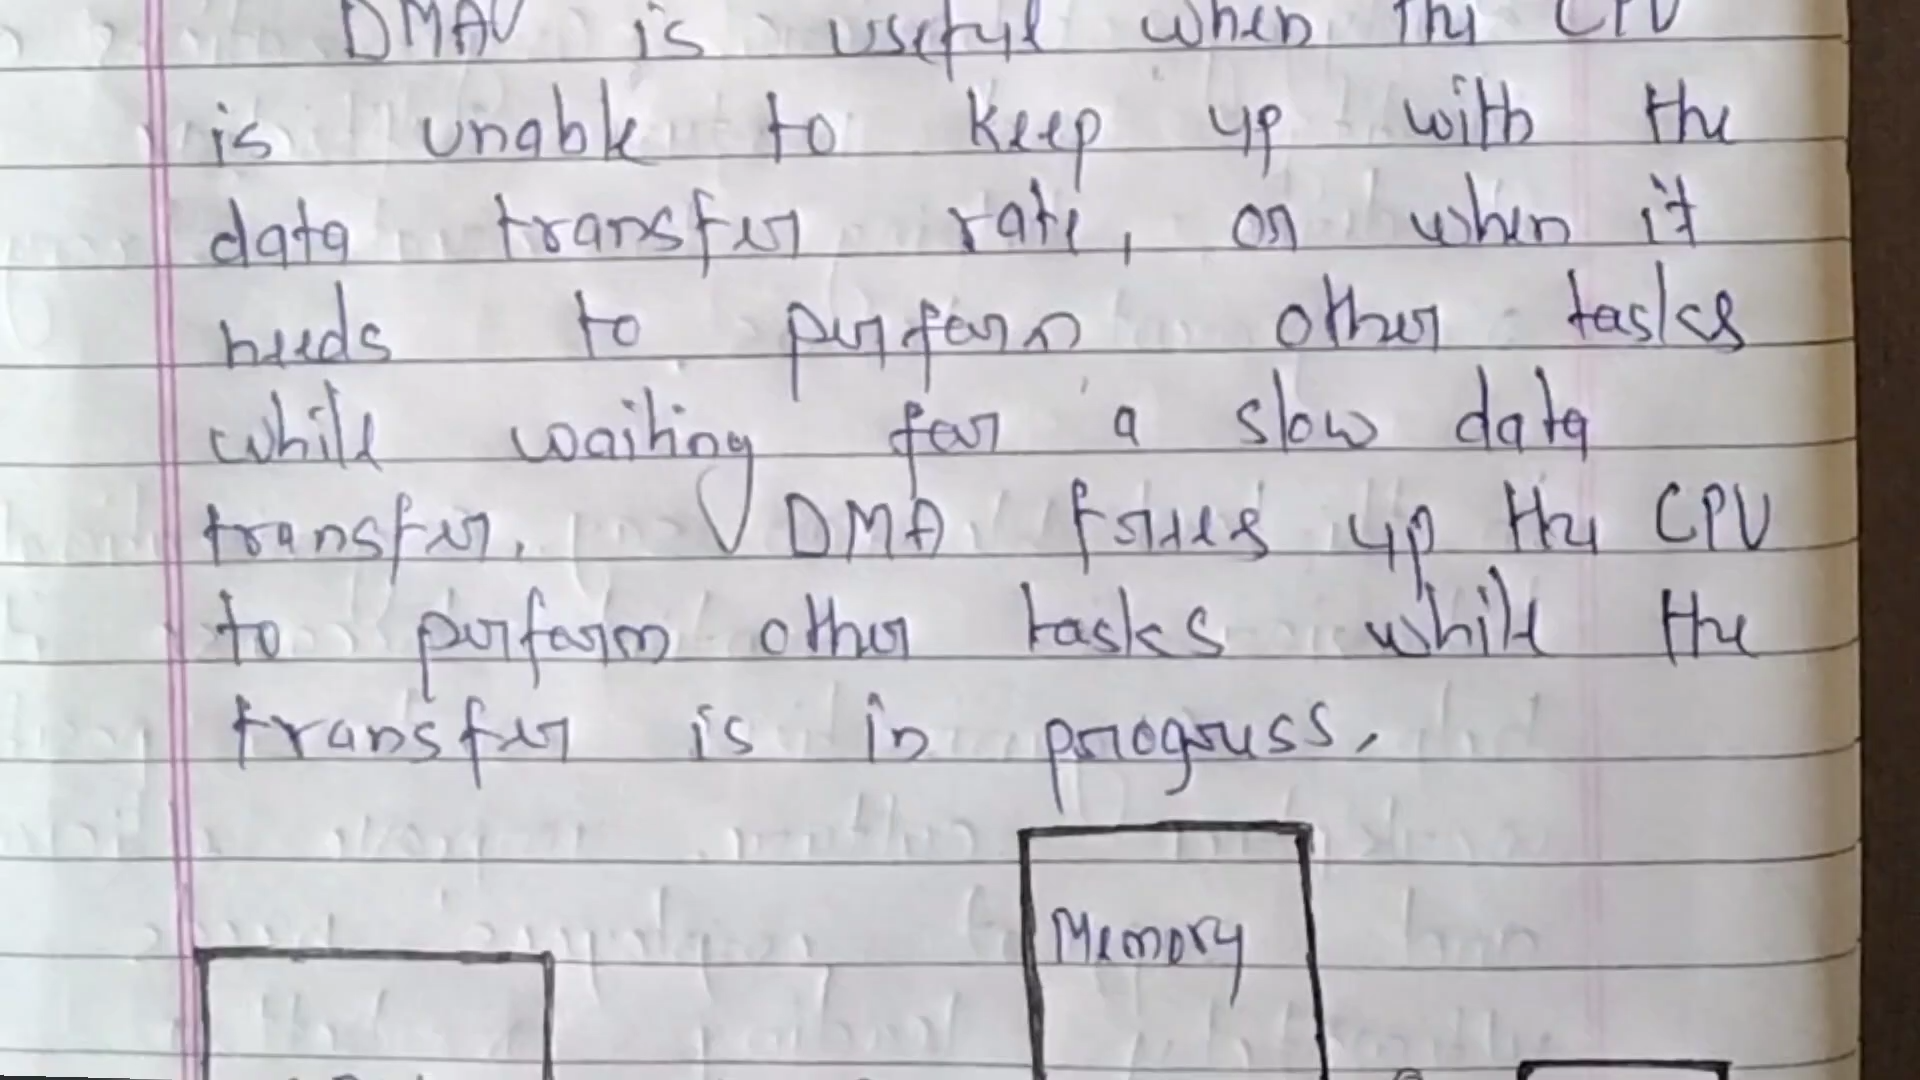 DMA is useful when the CPU
is unable to keep up with the
data transfer rate, or when it
needs to perform other tasks
while waiting for a slow data
transfer. DMA frees up the CPU
to perform other tasks while the
transfer is in progress.
Memory